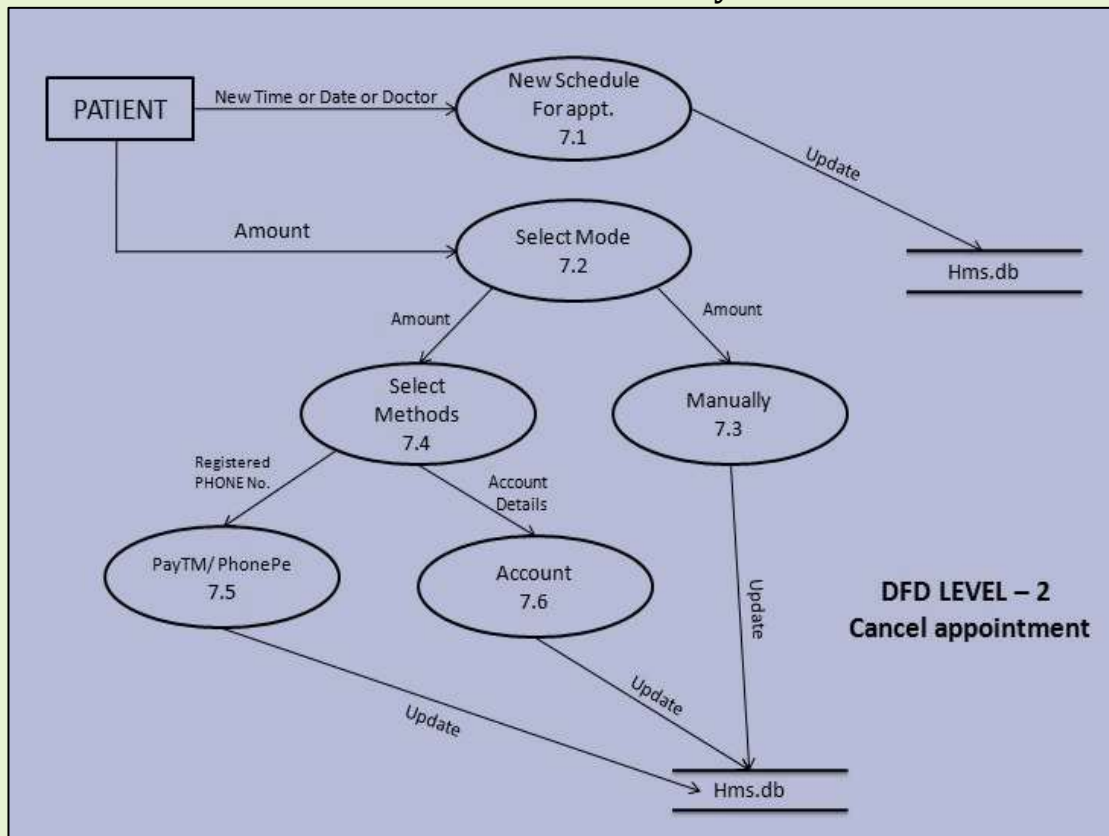 PATIENT
New Time or Date or Doctor
New Schedule
For appt.
7.1
Update
Hms.db
Amount
Select Mode
7.2
Amount
Amount
Select
Methods
7.4
Manually
7.3
Registered
PHONE No.
Account
Details
PayTM/ PhonePe
7.5
Account
7.6
Update
DFD LEVEL – 2
Cancel appointment
Update
Update
Hms.db